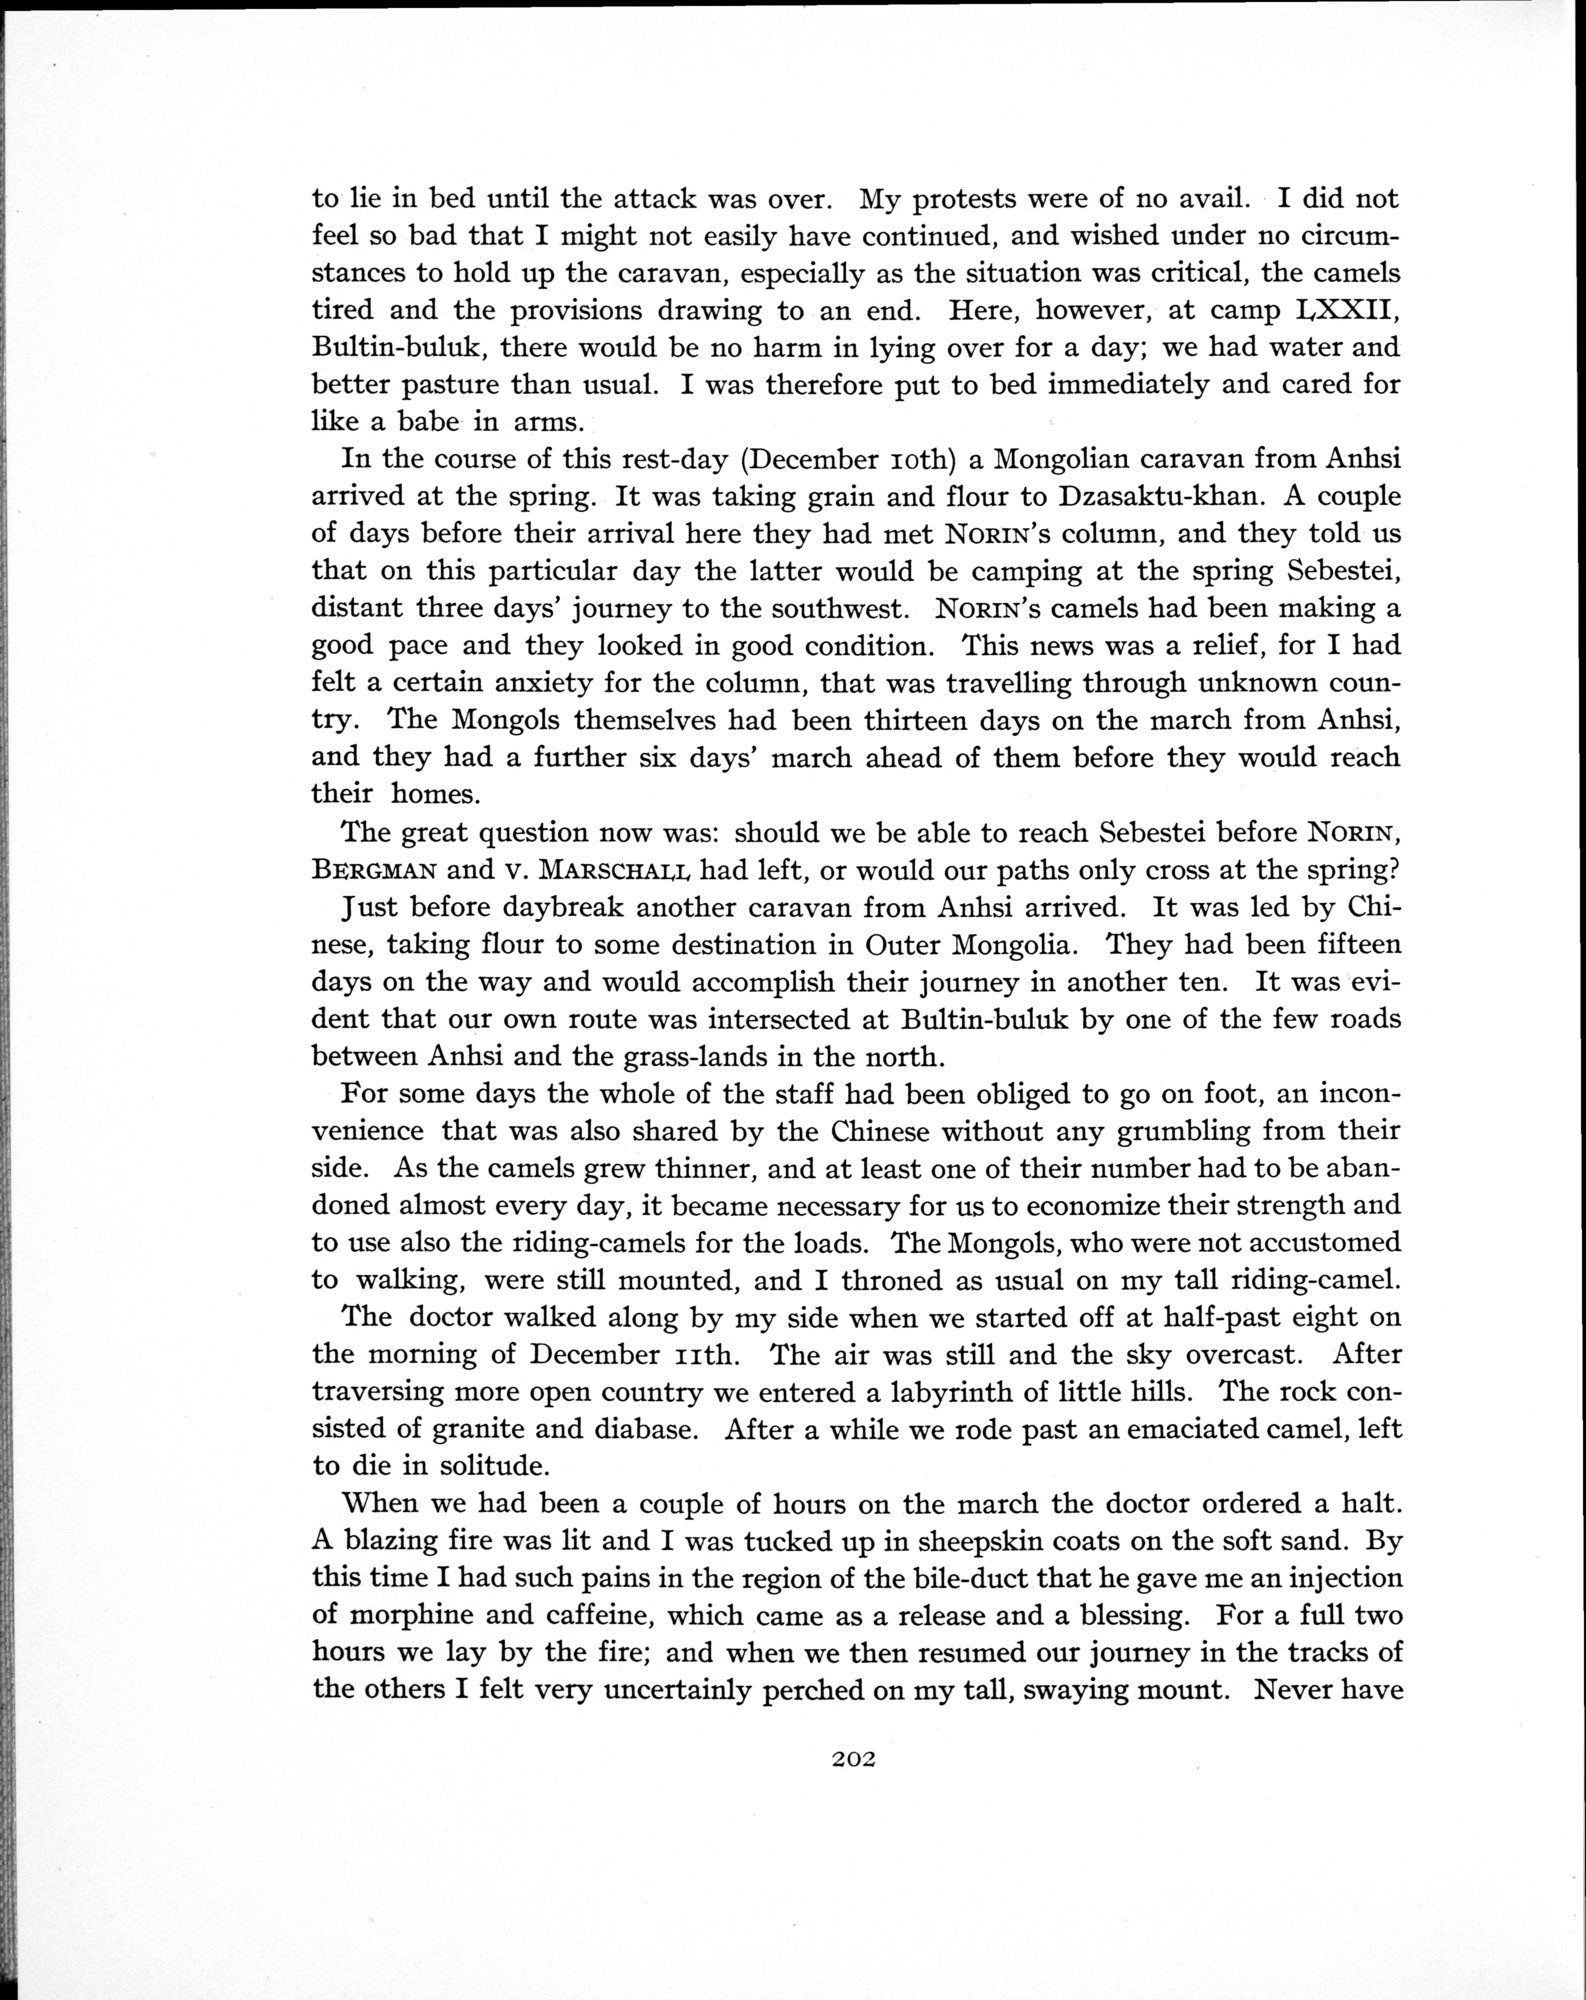 to lie in bed until the attack was over. My protests were of no avail. I did not
feel so bad that I might not easily have continued, and wished under no circum-
stances to hold up the caravan, especially as the situation was critical, the camels
tired and the provisions drawing to an end. Here, however, at camp LXXII,
Bultin-buluk, there would be no harm in lying over for a day; we had water and
better pasture than usual. I was therefore put to bed immediately and cared for
like a babe in arms.
In the course of this rest-day (December 10th) a Mongolian caravan from Anhsi
arrived at the spring. It was taking grain and flour to Dzasaktu-khan. A couple
of days before their arrival here they had met NORIN's column, and they told us
that on this particular day the latter would be camping at the spring Sebestei,
distant three days' journey to the southwest. NORIN's camels had been making a
good pace and they looked in good condition. This news was a relief, for I had
felt a certain anxiety for the column, that was travelling through unknown coun-
try. The Mongols themselves had been thirteen days on the march from Anhsi,
and they had a further six days' march ahead of them before they would reach
their homes.
The great question now was: should we be able to reach Sebestei before NORIN,
BERGMAN and V. MARSCHALL had left, or would our paths only cross at the spring?
Just before daybreak another caravan from Anhsi arrived. It was led by Chi-
nese, taking flour to some destination in Outer Mongolia. They had been fifteen
days on the way and would accomplish their journey in another ten. It was evi-
dent that our own route was intersected at Bultin-buluk by one of the few roads
between Anhsi and the grass-lands in the north.
For some days the whole of the staff had been obliged to go on foot, an incon-
venience that was also shared by the Chinese without any grumbling from their
side. As the camels grew thinner, and at least one of their number had to be aban-
doned almost every day, it became necessary for us to economize their strength and
to use also the riding-camels for the loads. The Mongols, who were not accustomed
to walking, were still mounted, and I throned as usual on my tall riding-camel.
The doctor walked along by my side when we started off at half-past eight on
the morning of December 11th. The air was still and the sky overcast. After
traversing more open country we entered a labyrinth of little hills. The rock con-
sisted of granite and diabase. After a while we rode past an emaciated camel, left
to die in solitude.
When we had been a couple of hours on the march the doctor ordered a halt.
A blazing fire was lit and I was tucked up in sheepskin coats on the soft sand. By
this time I had such pains in the region of the bile-duct that he gave me an injection
of morphine and caffeine, which came as a release and a blessing. For a full two
hours we lay by the fire; and when we then resumed our journey in the tracks of
the others I felt very uncertainly perched on my tall, swaying mount. Never have
202